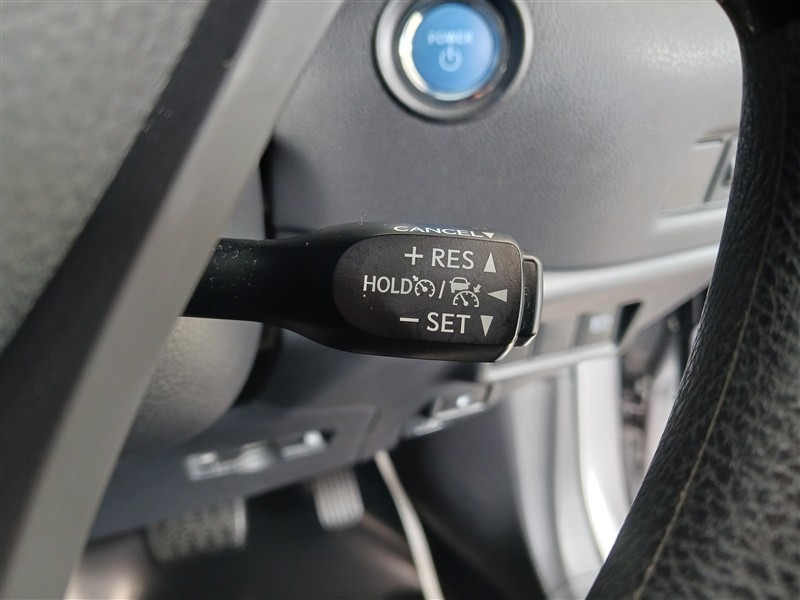 POWER
CANCEL▼
+ RES ▲
HOLD / ◀
− SET ▼